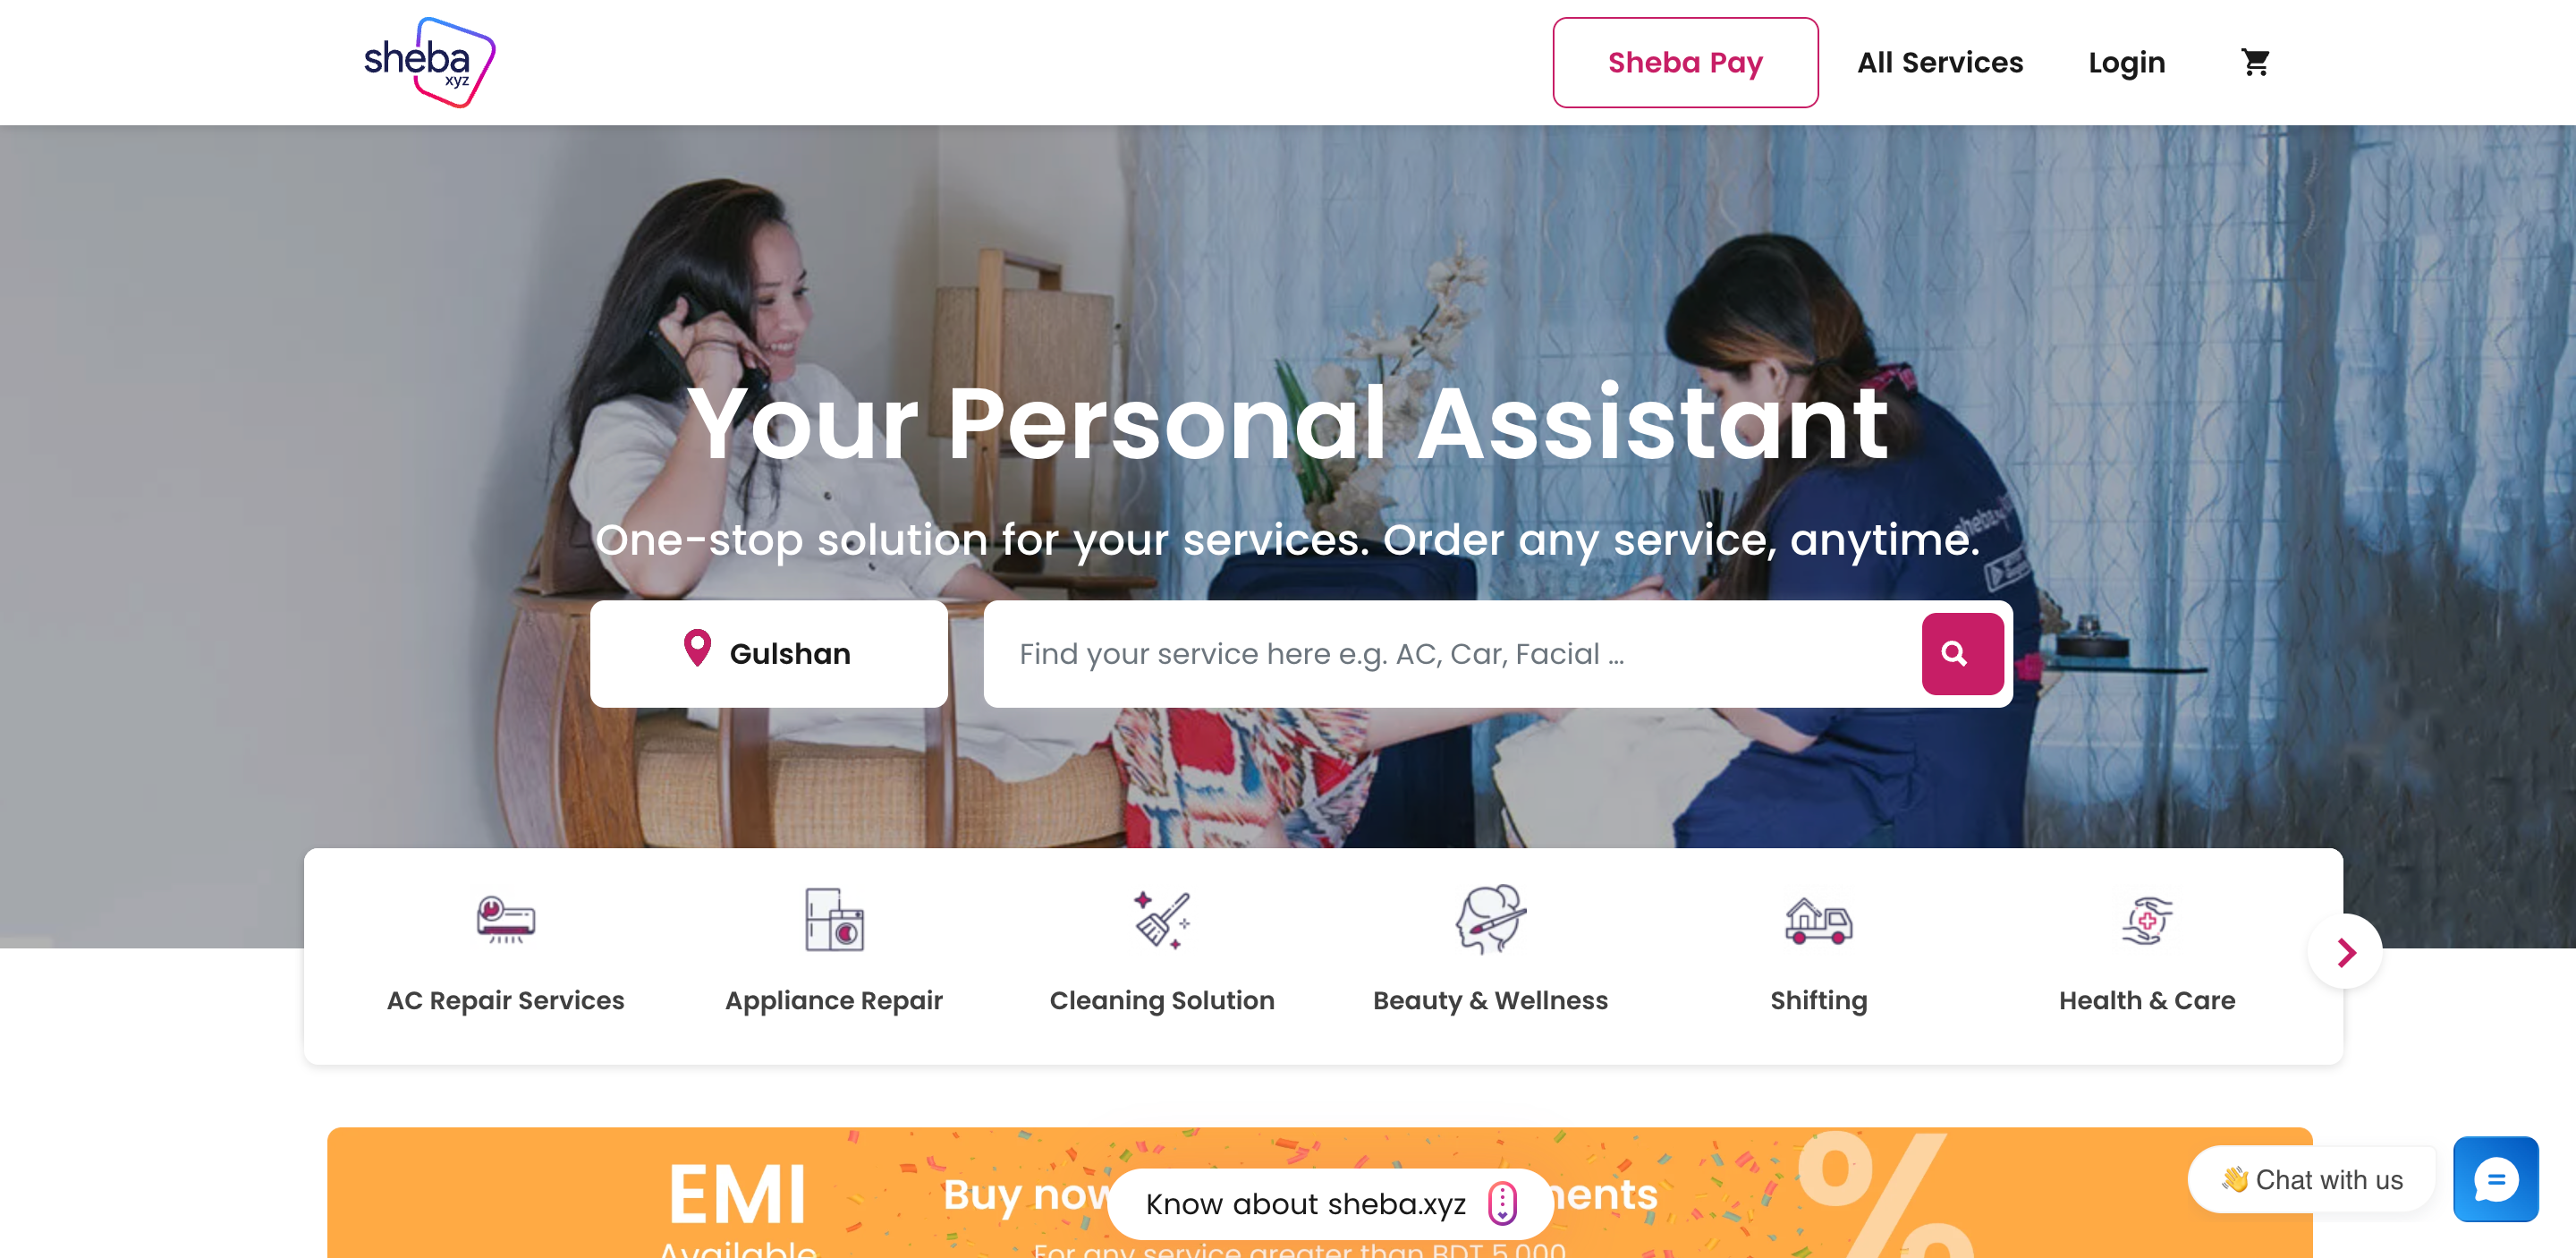 sheba
xyz
Sheba Pay
All Services
Login
Your Personal Assistant
One-stop solution for your services. Order any service, anytime.
Gulshan
Find your service here e.g. AC, Car, Facial ...
AC Repair Services
Appliance Repair
Cleaning Solution
Beauty & Wellness
Shifting
Health & Care
EMI
Available
Buy now
%
Know about sheba.xyz
For any service greater than BDT 5,000
👋 Chat with us